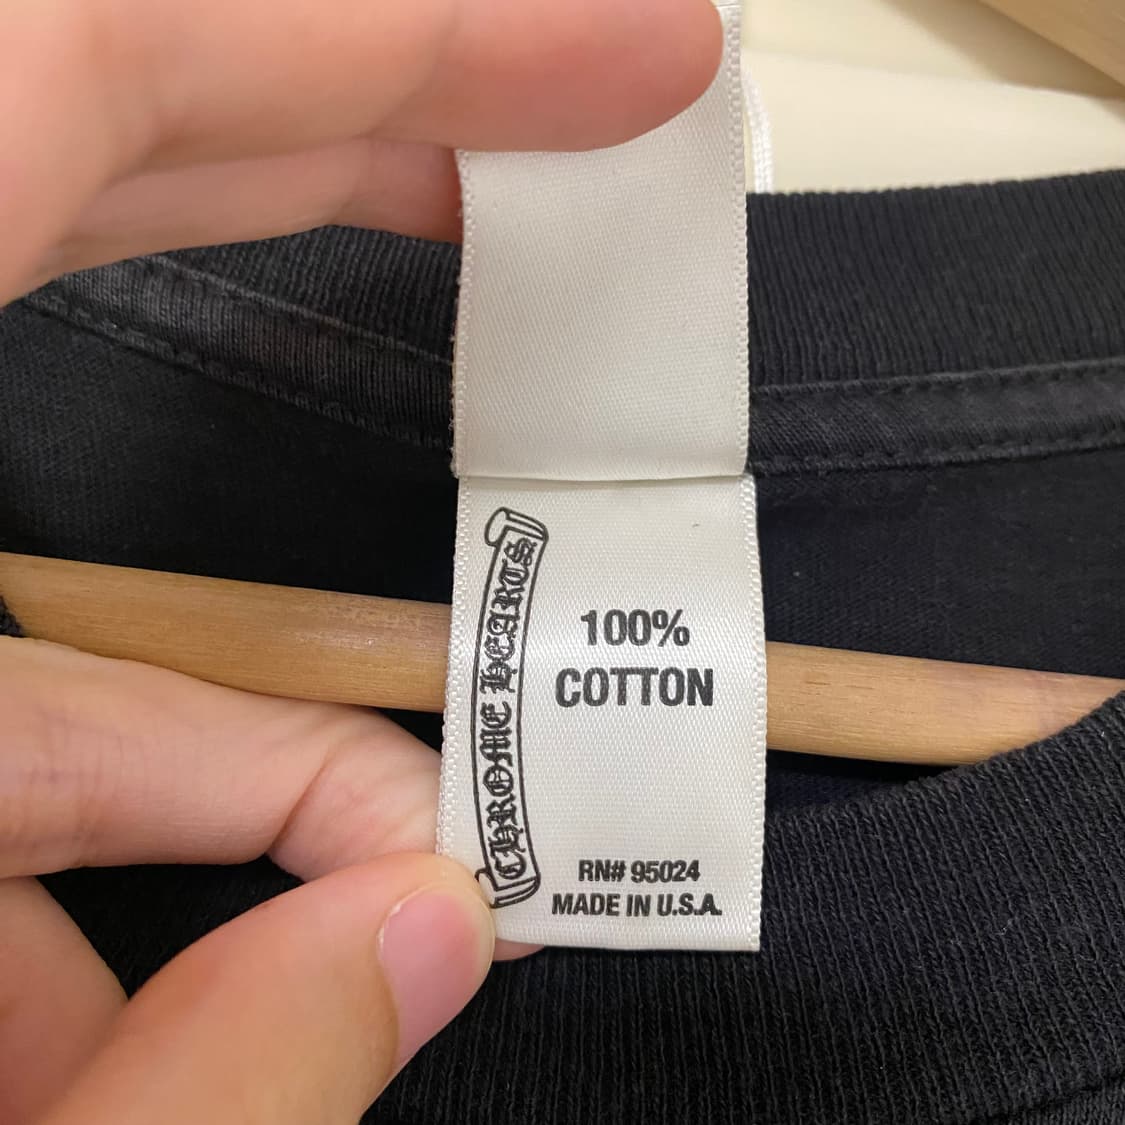 CHROME HEARTS
100%
COTTON
RN# 95024
MADE IN U.S.A.